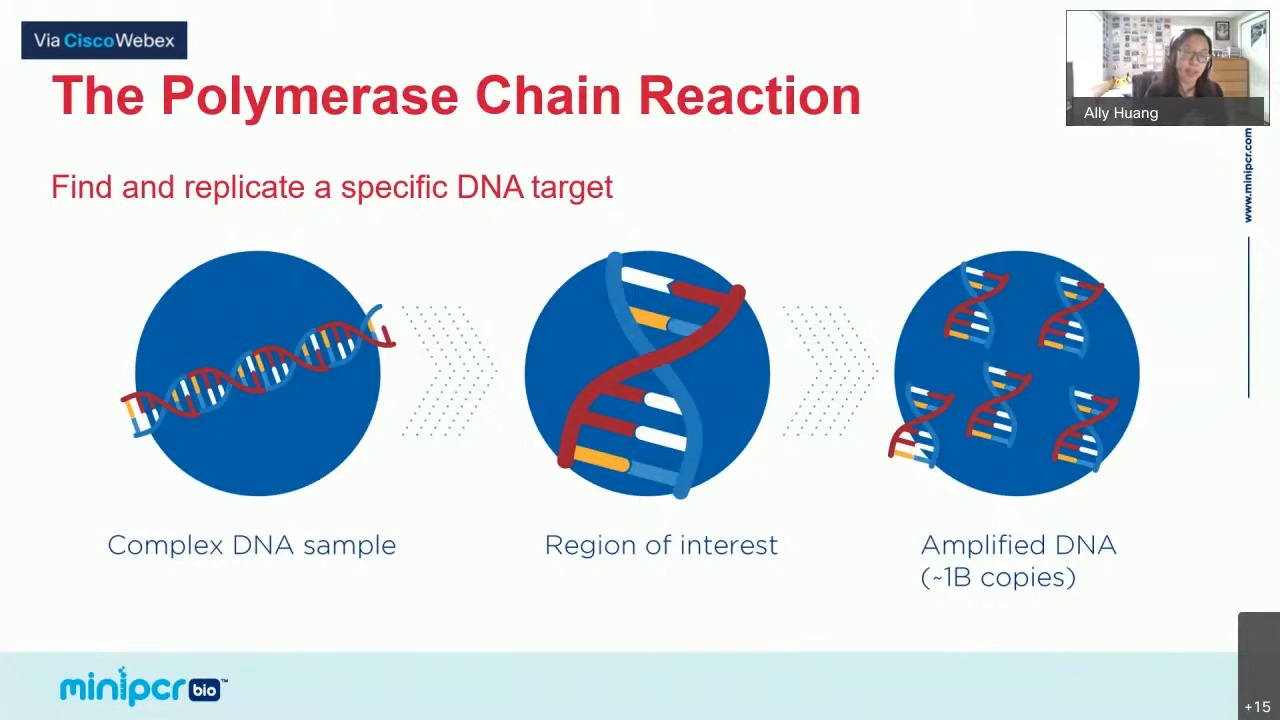 Via CiscoWebex
The Polymerase Chain Reaction
Ally Huang
www.minipcr.com
Find and replicate a specific DNA target
Complex DNA sample
Region of interest
Amplified DNA
(~1B copies)
minipcr bio™
+15